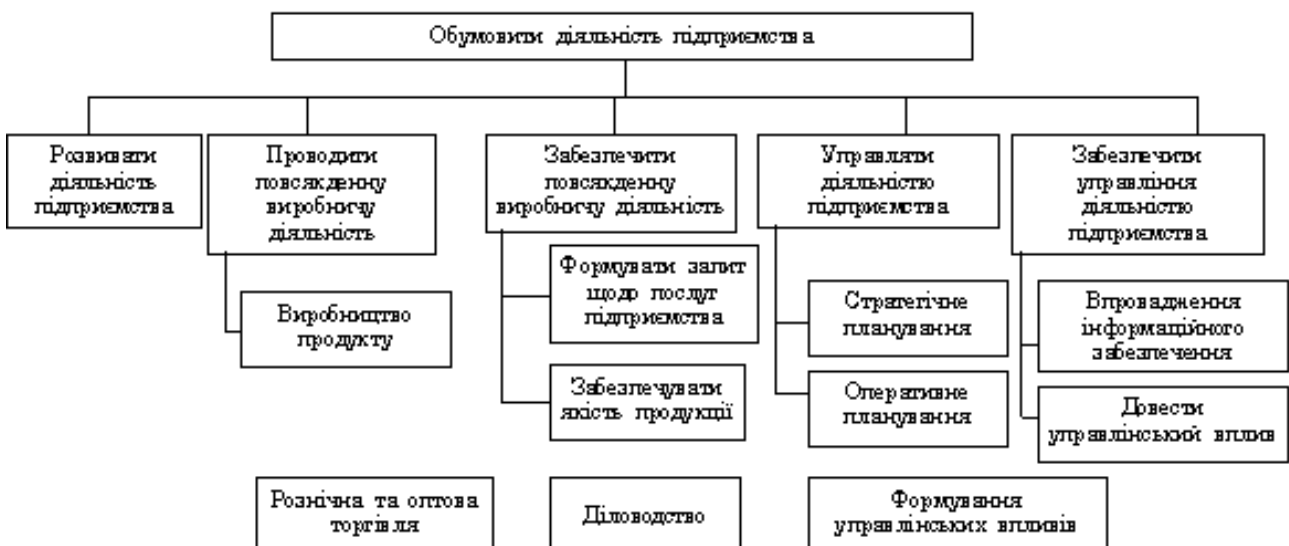 Обумовити діяльність підприємства
Розвивати
діяльність
підприємства
Проводити
повсякденну
виробничу
діяльність
Забезпечити
повсякденну
виробничу діяльність
Управляти
діяльністю
підприємства
Забезпечити
управління
діяльністю
підприємства
Виробництво
продукту
Формувати запит
щодо послуг
підприємства
Забезпечувати
якість продукції
Стратегічне
планування
Оперативне
планування
Впровадження
інформаційного
забезпечення
Довести
управлінський вплив
Рознічна та оптова
торгівля
Діловодство
Формування
управлінських впливів